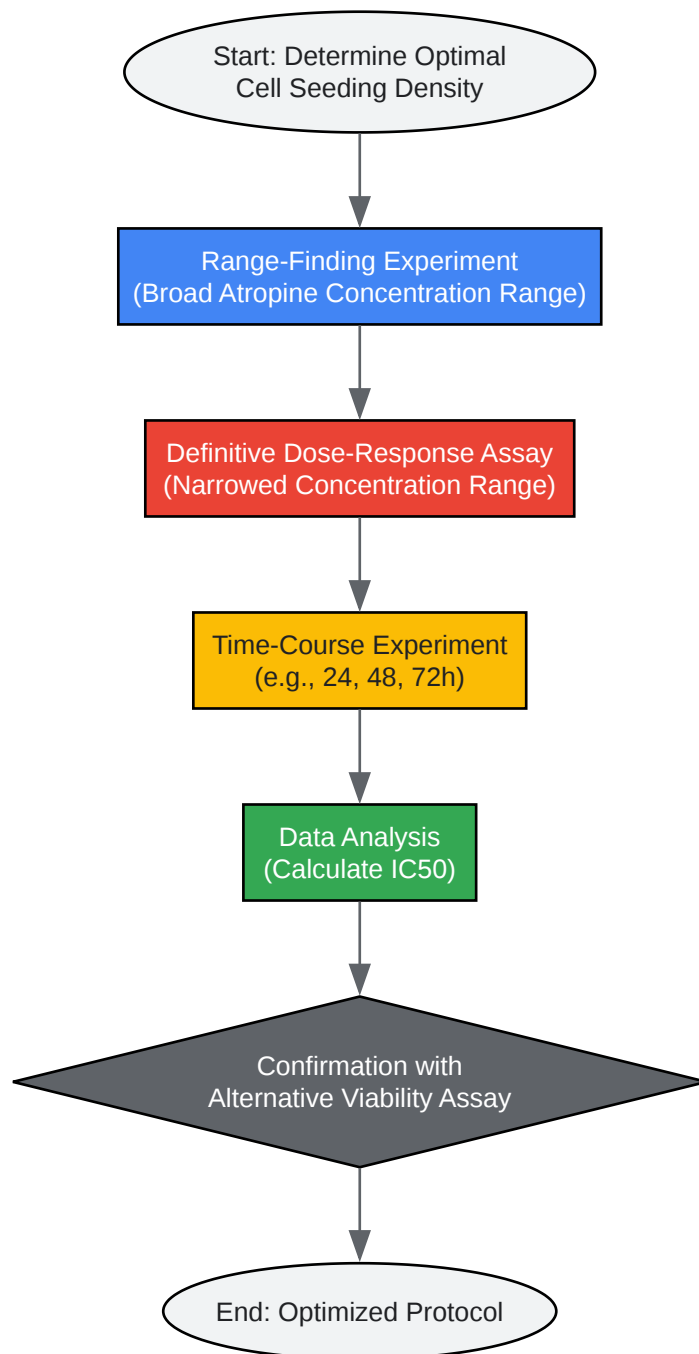 Start: Determine Optimal
Cell Seeding Density
Range-Finding Experiment
(Broad Atropine Concentration Range)
Definitive Dose-Response Assay
(Narrowed Concentration Range)
Time-Course Experiment
(e.g., 24, 48, 72h)
Data Analysis
(Calculate IC50)
Confirmation with
Alternative Viability Assay
End: Optimized Protocol